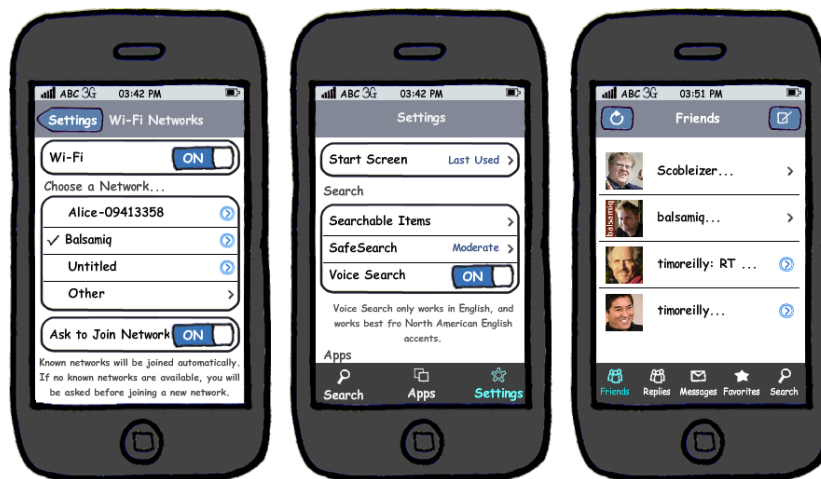 ABC 3G 03:42 PM
Settings Wi-Fi Networks
Wi-Fi ON
Choose a Network...
Alice-09413358
Balsamiq
Untitled
Other
Ask to Join Network ON
Known networks will be joined automatically.
If no known networks are available, you will
be asked before joining a new network.
ABC 3G 03:42 PM
Settings
Start Screen Last Used
Search
Searchable Items
SafeSearch Moderate
Voice Search ON
Voice Search only works in English, and
works best fro North American English
accents.
Apps
Search Apps Settings
ABC 3G 03:51 PM
Friends
Scobleizer...
balsamiq
balsamiq...
timoreilly: RT ...
timoreilly...
Friends Replies Messages Favorites Search